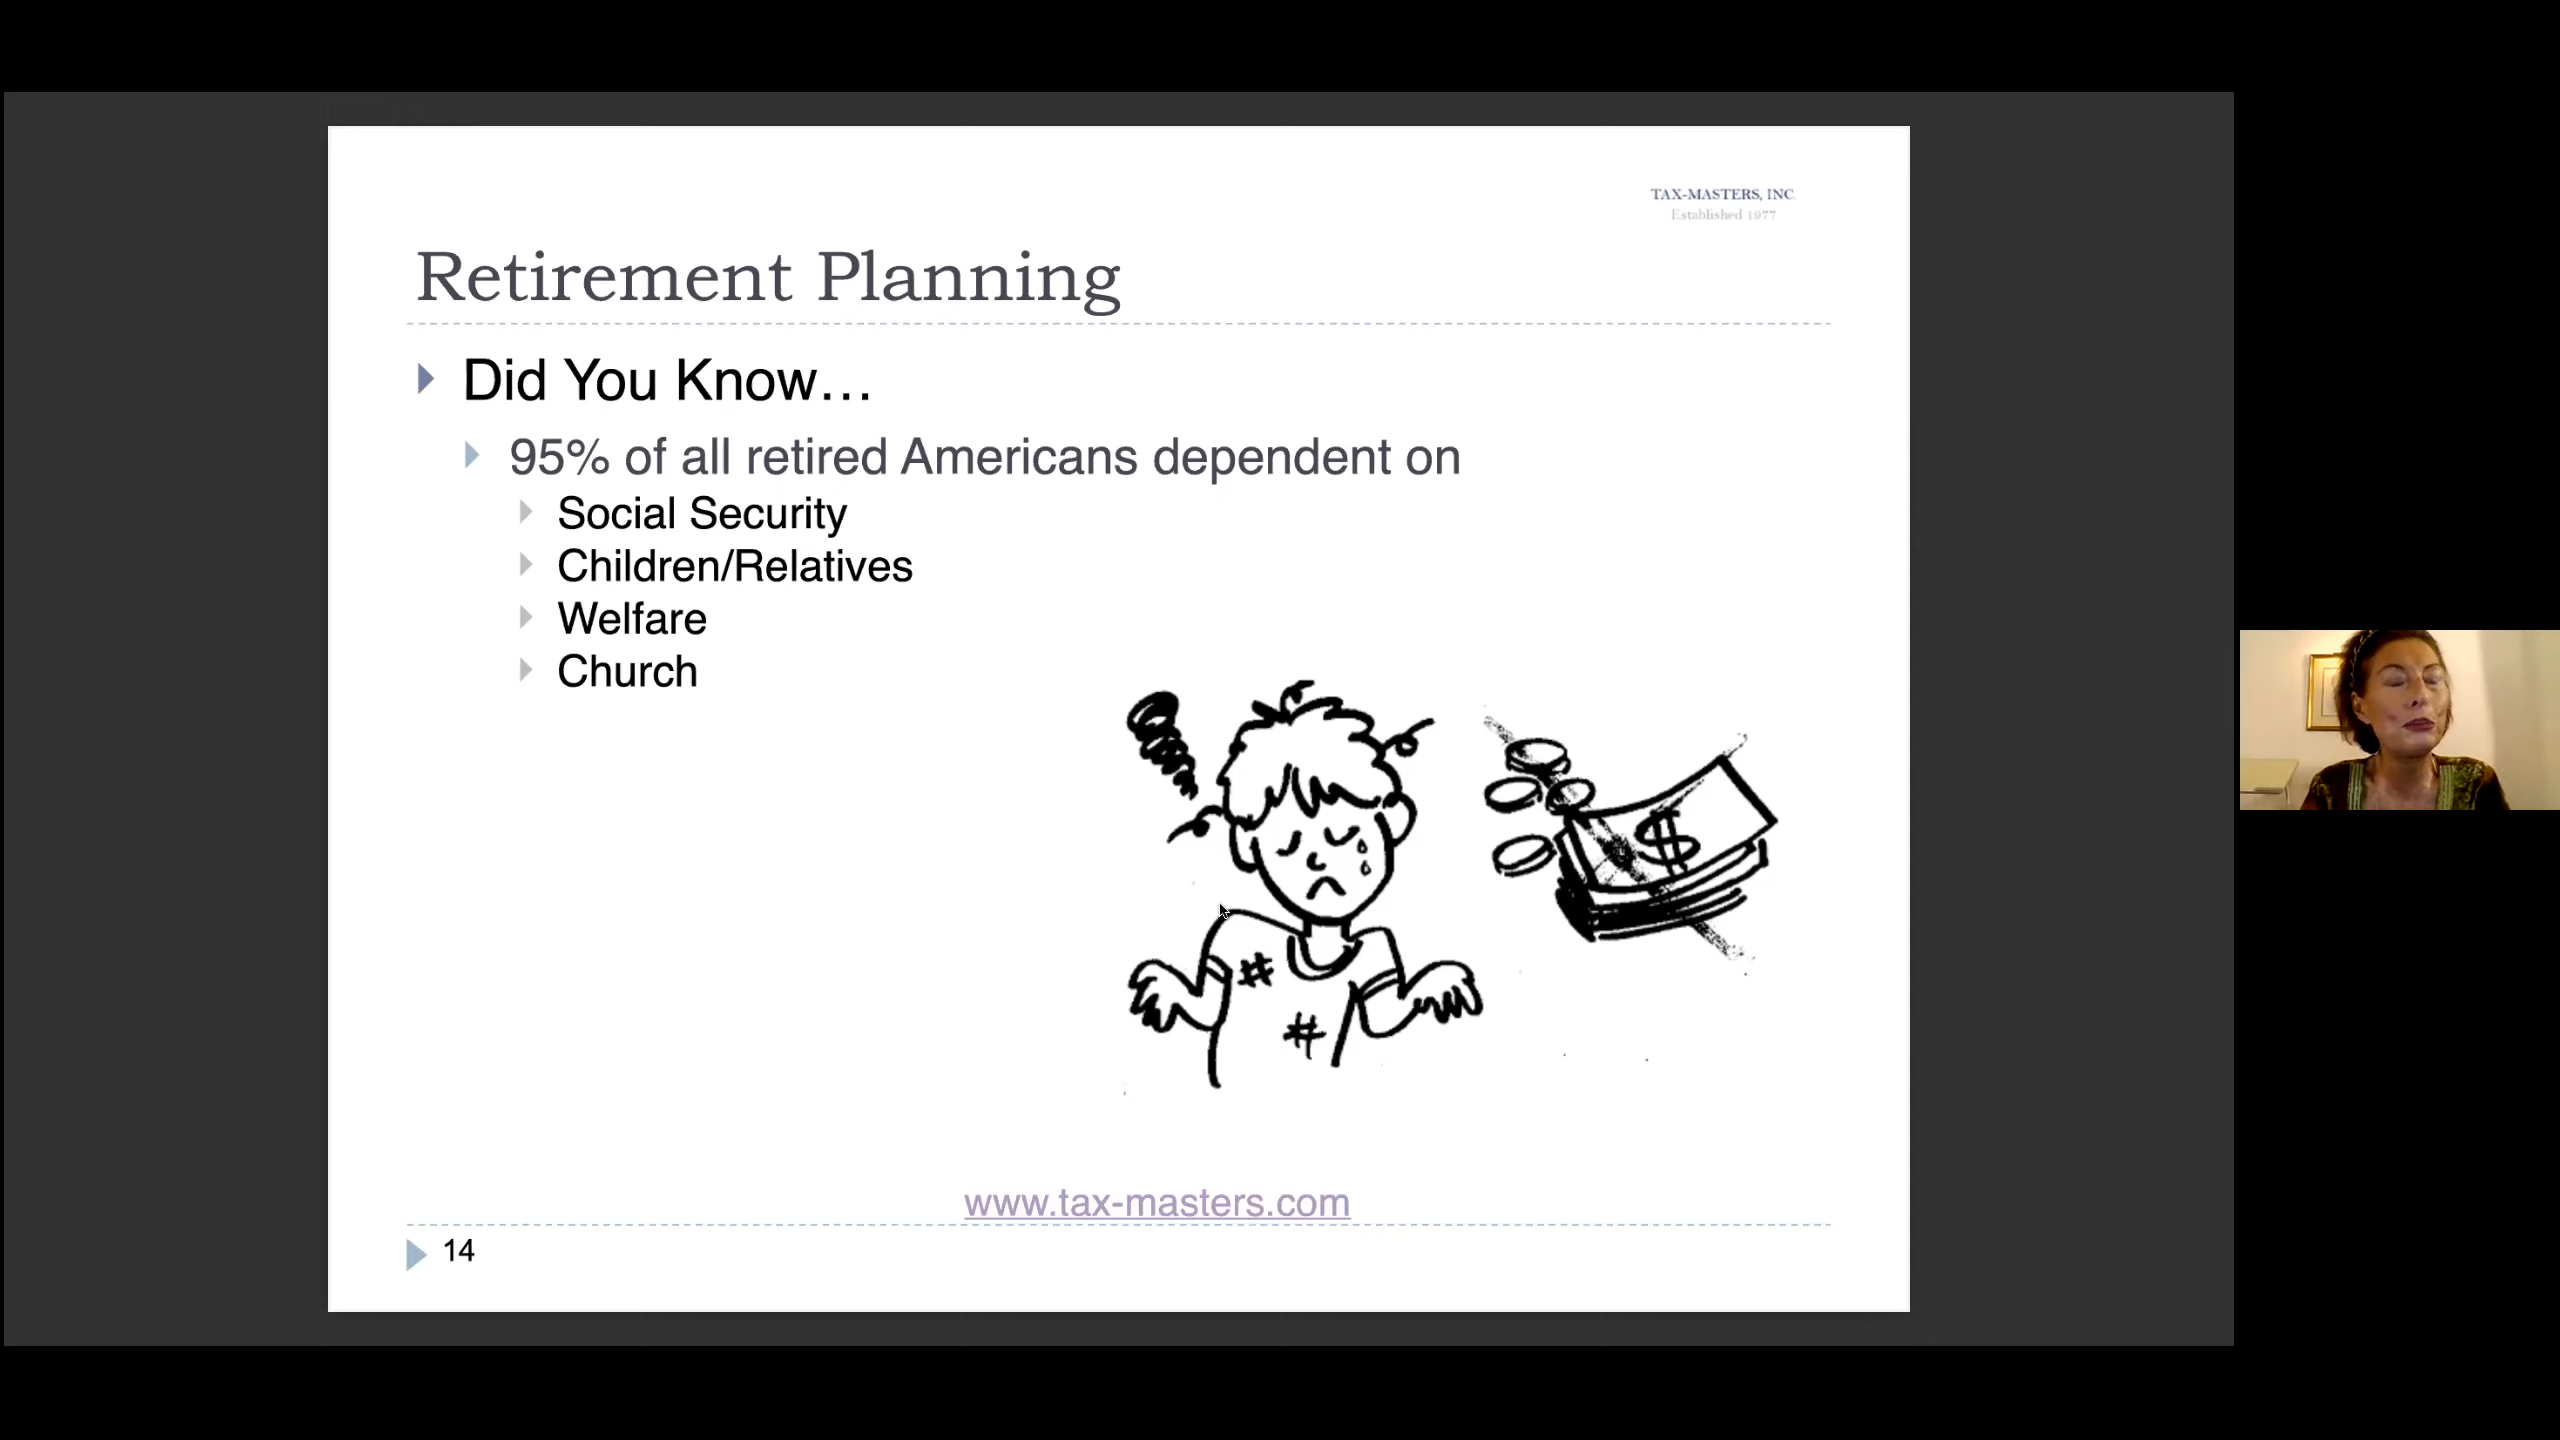 TAX-MASTERS, INC.
Established 1977
Retirement Planning
Did You Know…
95% of all retired Americans dependent on
Social Security
Children/Relatives
Welfare
Church
$
#
#
www.tax-masters.com
14